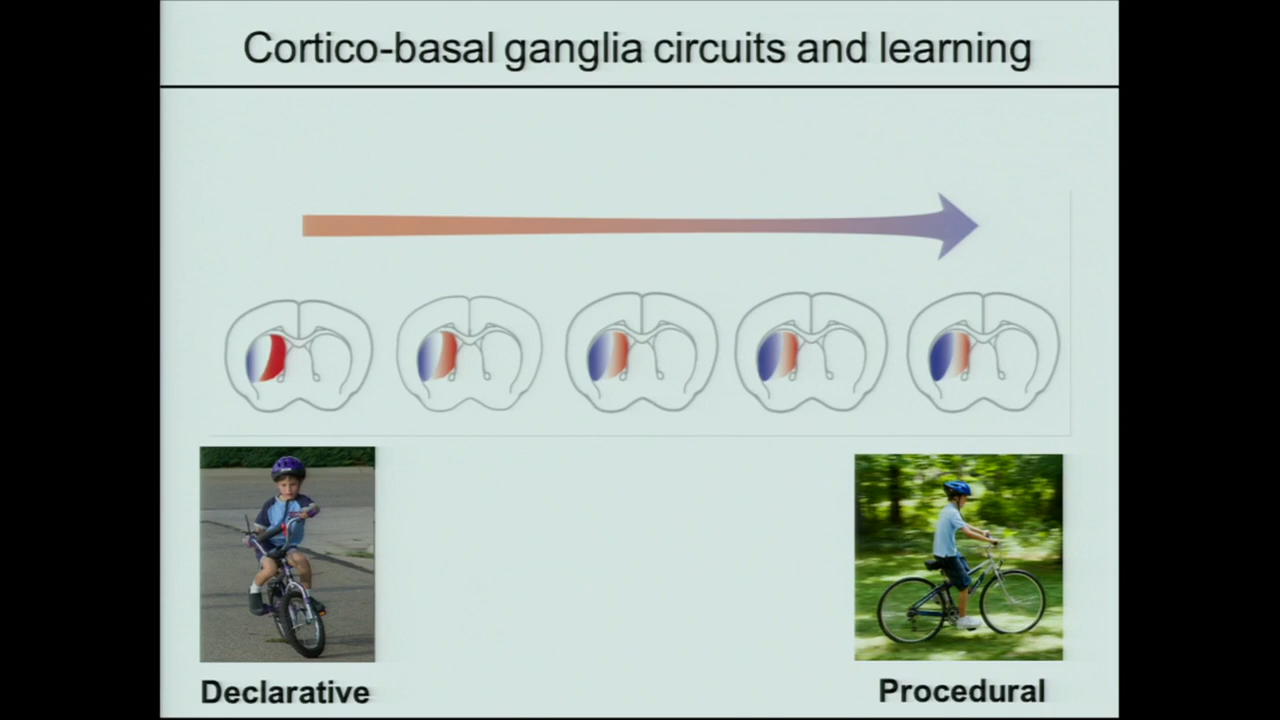 Cortico-basal ganglia circuits and learning
Declarative
Procedural